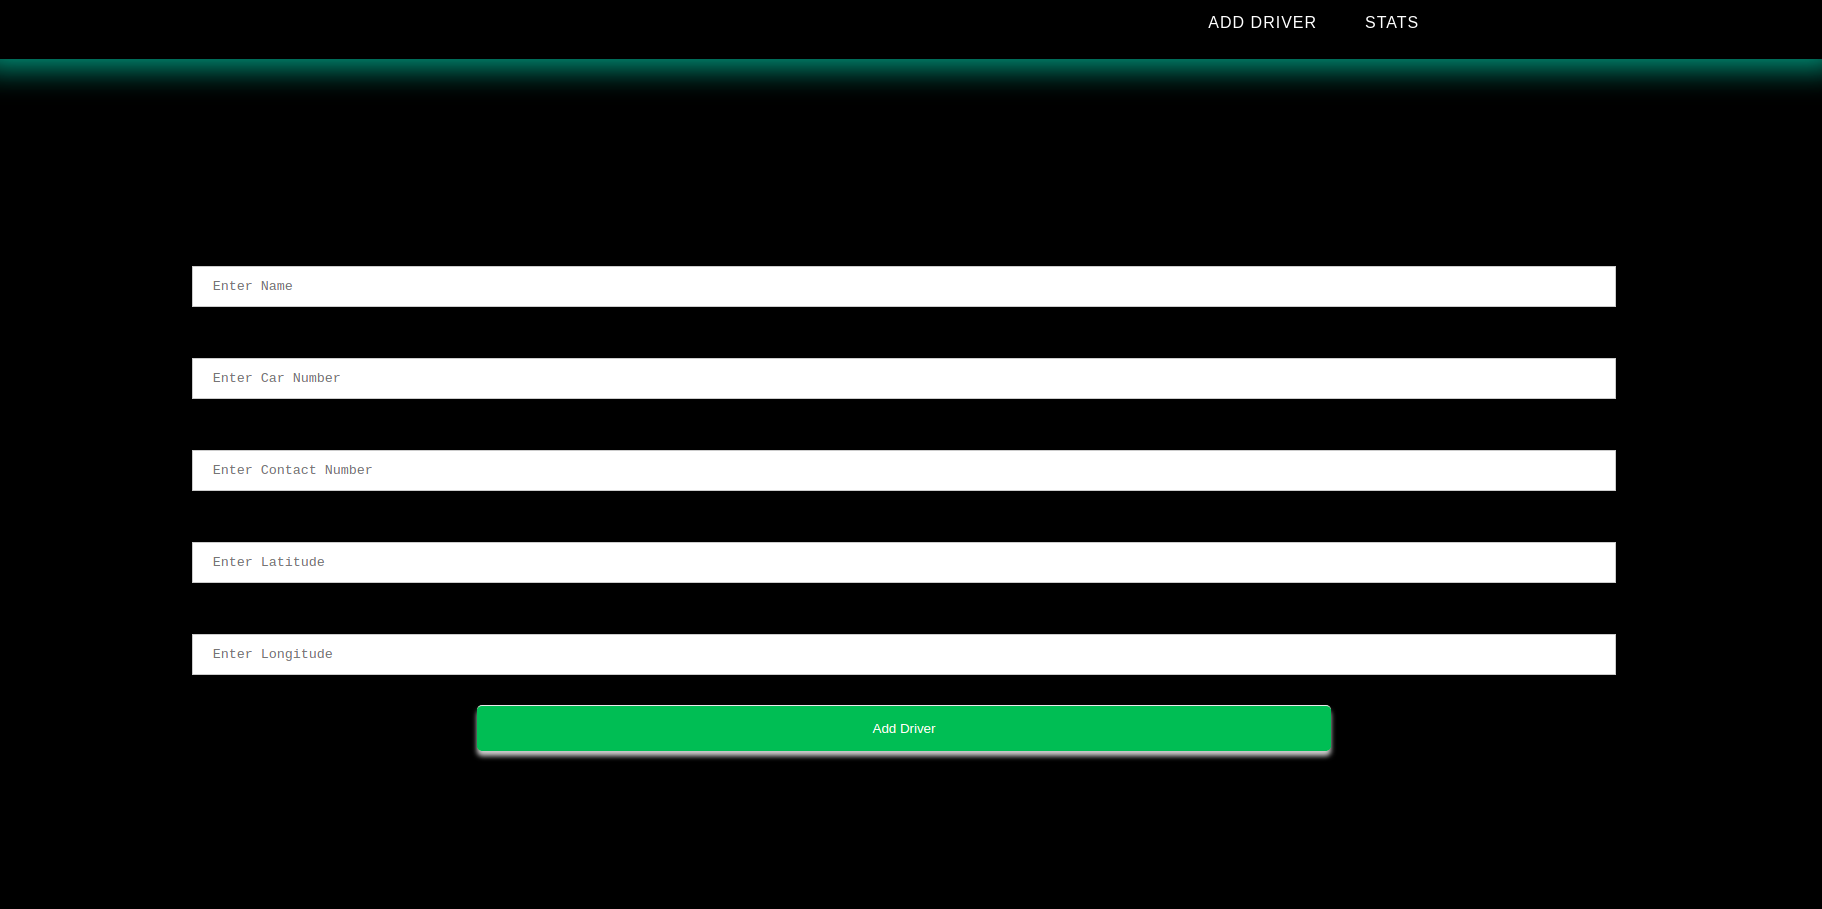 ADD DRIVER STATS
Enter Name
Enter Car Number
Enter Contact Number
Enter Latitude
Enter Longitude
Add Driver